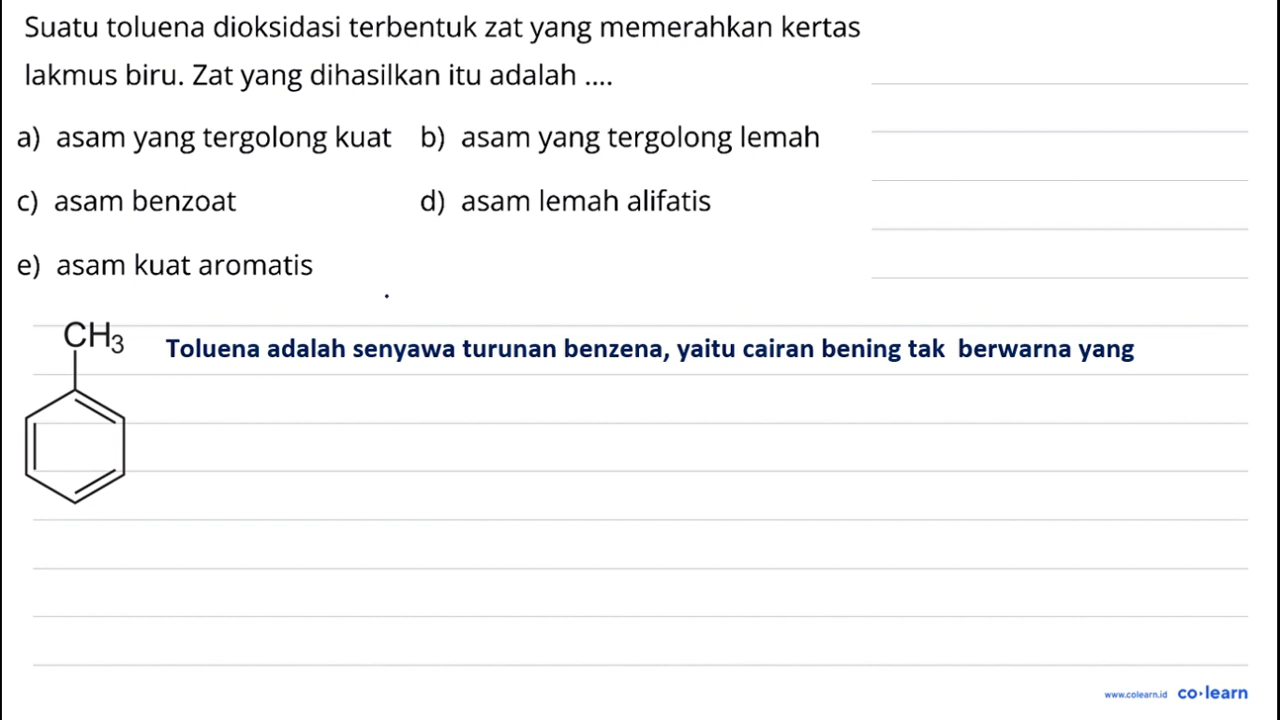 Suatu toluena dioksidasi terbentuk zat yang memerahkan kertas
lakmus biru. Zat yang dihasilkan itu adalah ....
a) asam yang tergolong kuat b) asam yang tergolong lemah
c) asam benzoat d) asam lemah alifatis
e) asam kuat aromatis
CH3 Toluena adalah senyawa turunan benzena, yaitu cairan bening tak berwarna yang
www.colearn.id co·learn